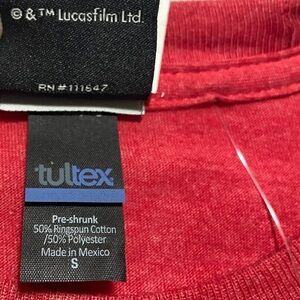 © & ™ Lucasfilm Ltd.
RN #111647
tultex
Pre-shrunk
50% Ringspun Cotton
/50% Polyester
Made in Mexico
S